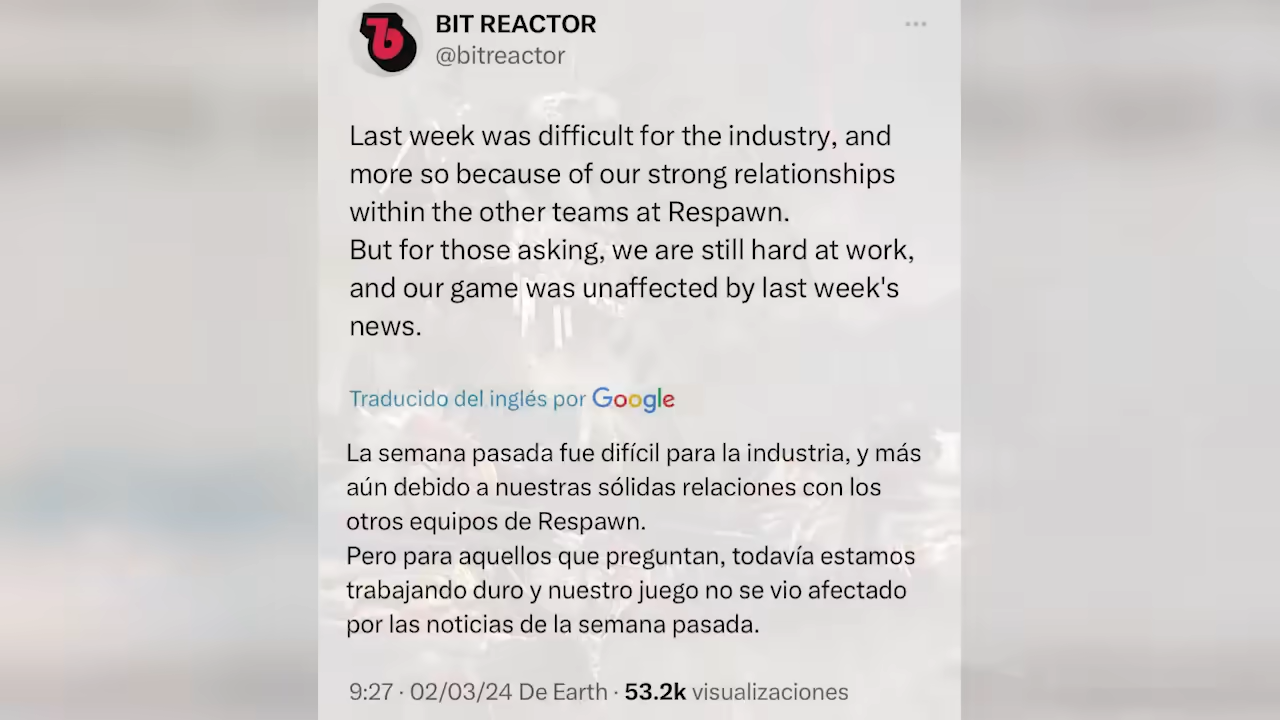 BIT REACTOR
@bitreactor
Last week was difficult for the industry, and
more so because of our strong relationships
within the other teams at Respawn.
But for those asking, we are still hard at work,
and our game was unaffected by last week's
news.
Traducido del inglés por Google
La semana pasada fue difícil para la industria, y más
aún debido a nuestras sólidas relaciones con los
otros equipos de Respawn.
Pero para aquellos que preguntan, todavía estamos
trabajando duro y nuestro juego no se vio afectado
por las noticias de la semana pasada.
9:27 · 02/03/24 De Earth · 53.2k visualizaciones